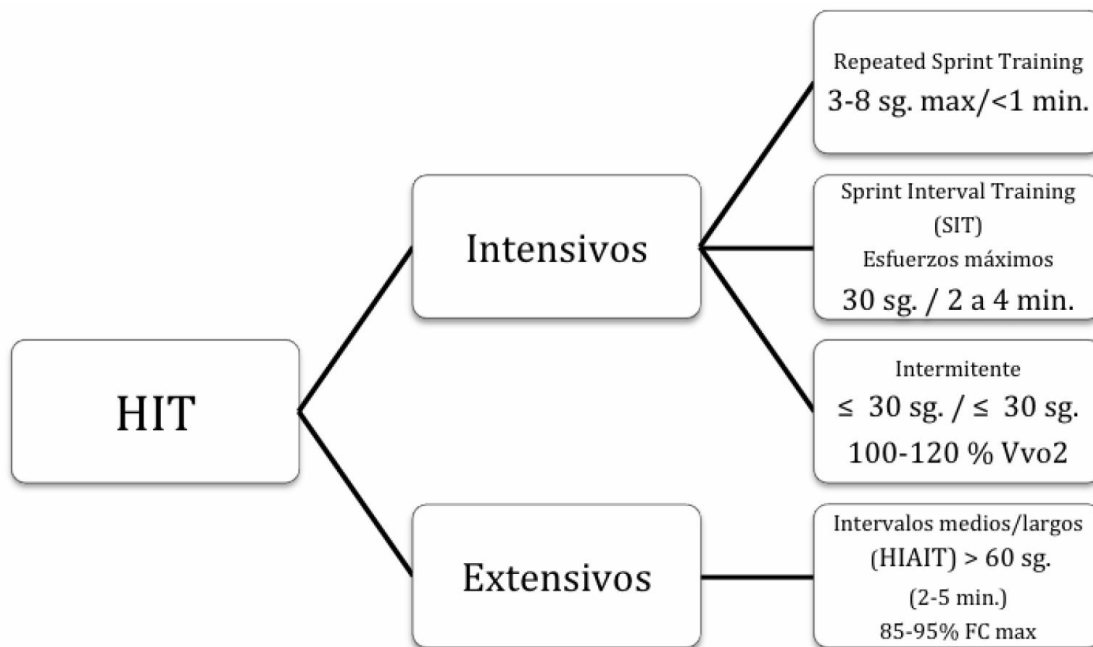 HIT
Intensivos
Extensivos
Repeated Sprint Training
3-8 sg. max/<1 min.
Sprint Interval Training
(SIT)
Esfuerzos máximos
30 sg. / 2 a 4 min.
Intermitente
≤ 30 sg. / ≤ 30 sg.
100-120 % Vvo2
Intervalos medios/largos
(HIAIT) > 60 sg.
(2-5 min.)
85-95% FC max